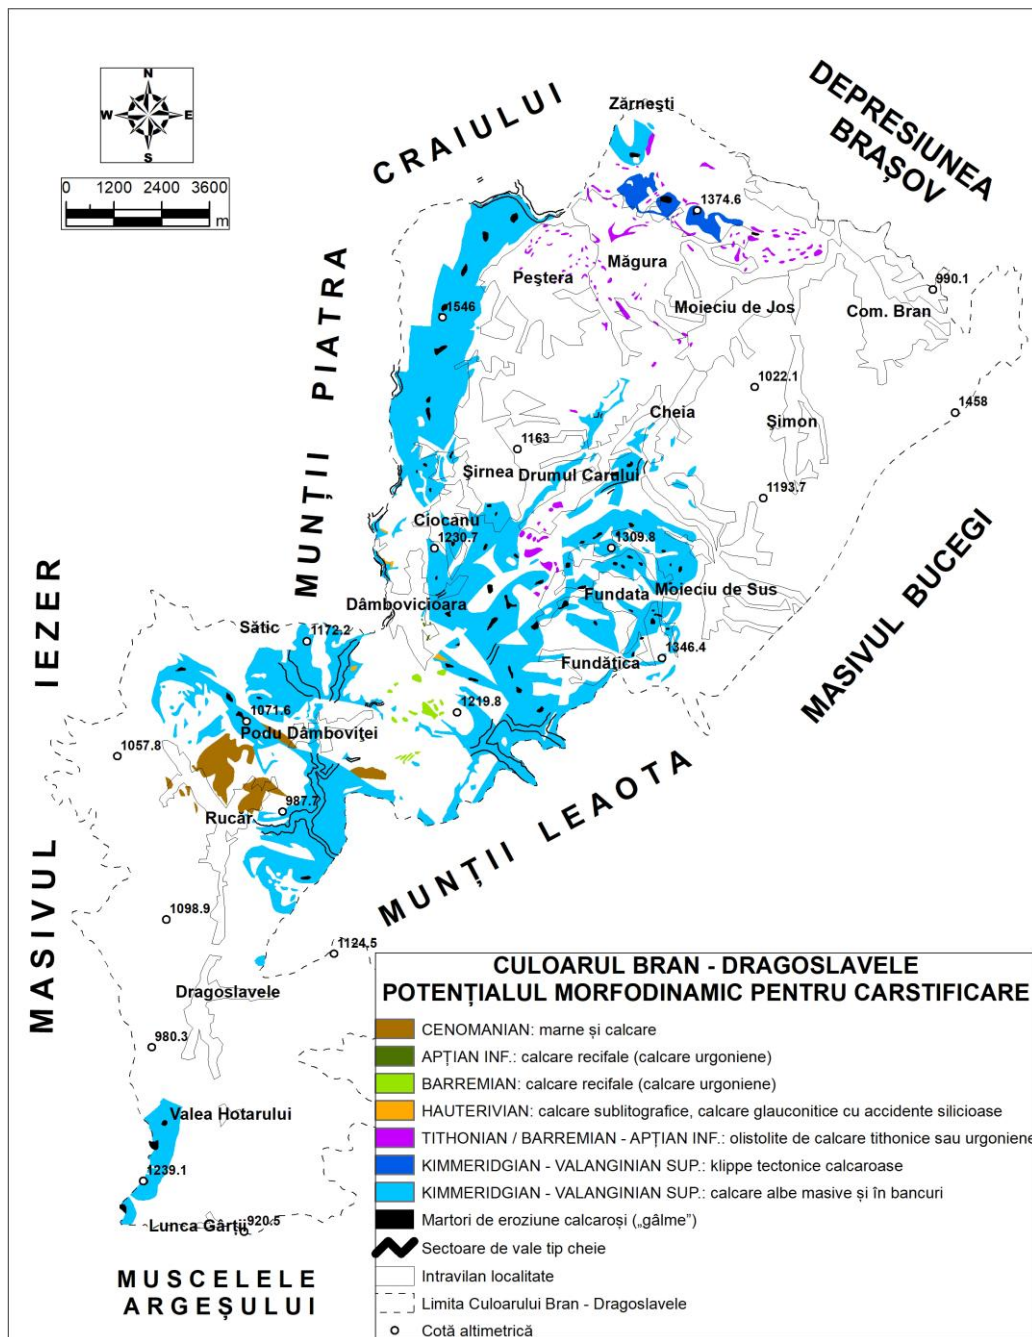 N
W E
S
0 1200 2400 3600
m
CRAIULUI
DEPRESIUNEA
BRAȘOV
MUNȚII PIATRA
MASIVUL IEZER
MASIVUL BUCEGI
MUNȚII LEAOTA
MUSCELELE
ARGEȘULUI
Zărneşti
1374.6
Măgura
Peştera
990.1
Moieciu de Jos
Com. Bran
1546
1022.1
1458
Cheia
Şimon
1163
Şirnea
Drumul Carului
1193.7
Ciocanu
1230.7
1309.8
Fundata
Moieciu de Sus
Dâmbovicioara
Sătic
1172.2
1346.4
Fundăţica
1071.6
1219.8
Podu Dâmboviţei
1057.8
987.7
Rucăr
1098.9
1124.5
Dragoslavele
980.3
Valea Hotarului
1239.1
Lunca Gârţii
920.5
CULOARUL BRAN - DRAGOSLAVELE
POTENȚIALUL MORFODINAMIC PENTRU CARSTIFICARE
CENOMANIAN: marne și calcare
APȚIAN INF.: calcare recifale (calcare urgoniene)
BARREMIAN: calcare recifale (calcare urgoniene)
HAUTERIVIAN: calcare sublitografice, calcare glauconitice cu accidente silicioase
TITHONIAN / BARREMIAN - APȚIAN INF.: olistolite de calcare tithonice sau urgoniene
KIMMERIDGIAN - VALANGINIAN SUP.: klippe tectonice calcaroase
KIMMERIDGIAN - VALANGINIAN SUP.: calcare albe masive și în bancuri
Martori de eroziune calcaroși („gâlme”)
Sectoare de vale tip cheie
Intravilan localitate
Limita Culoarului Bran - Dragoslavele
Cotă altimetrică